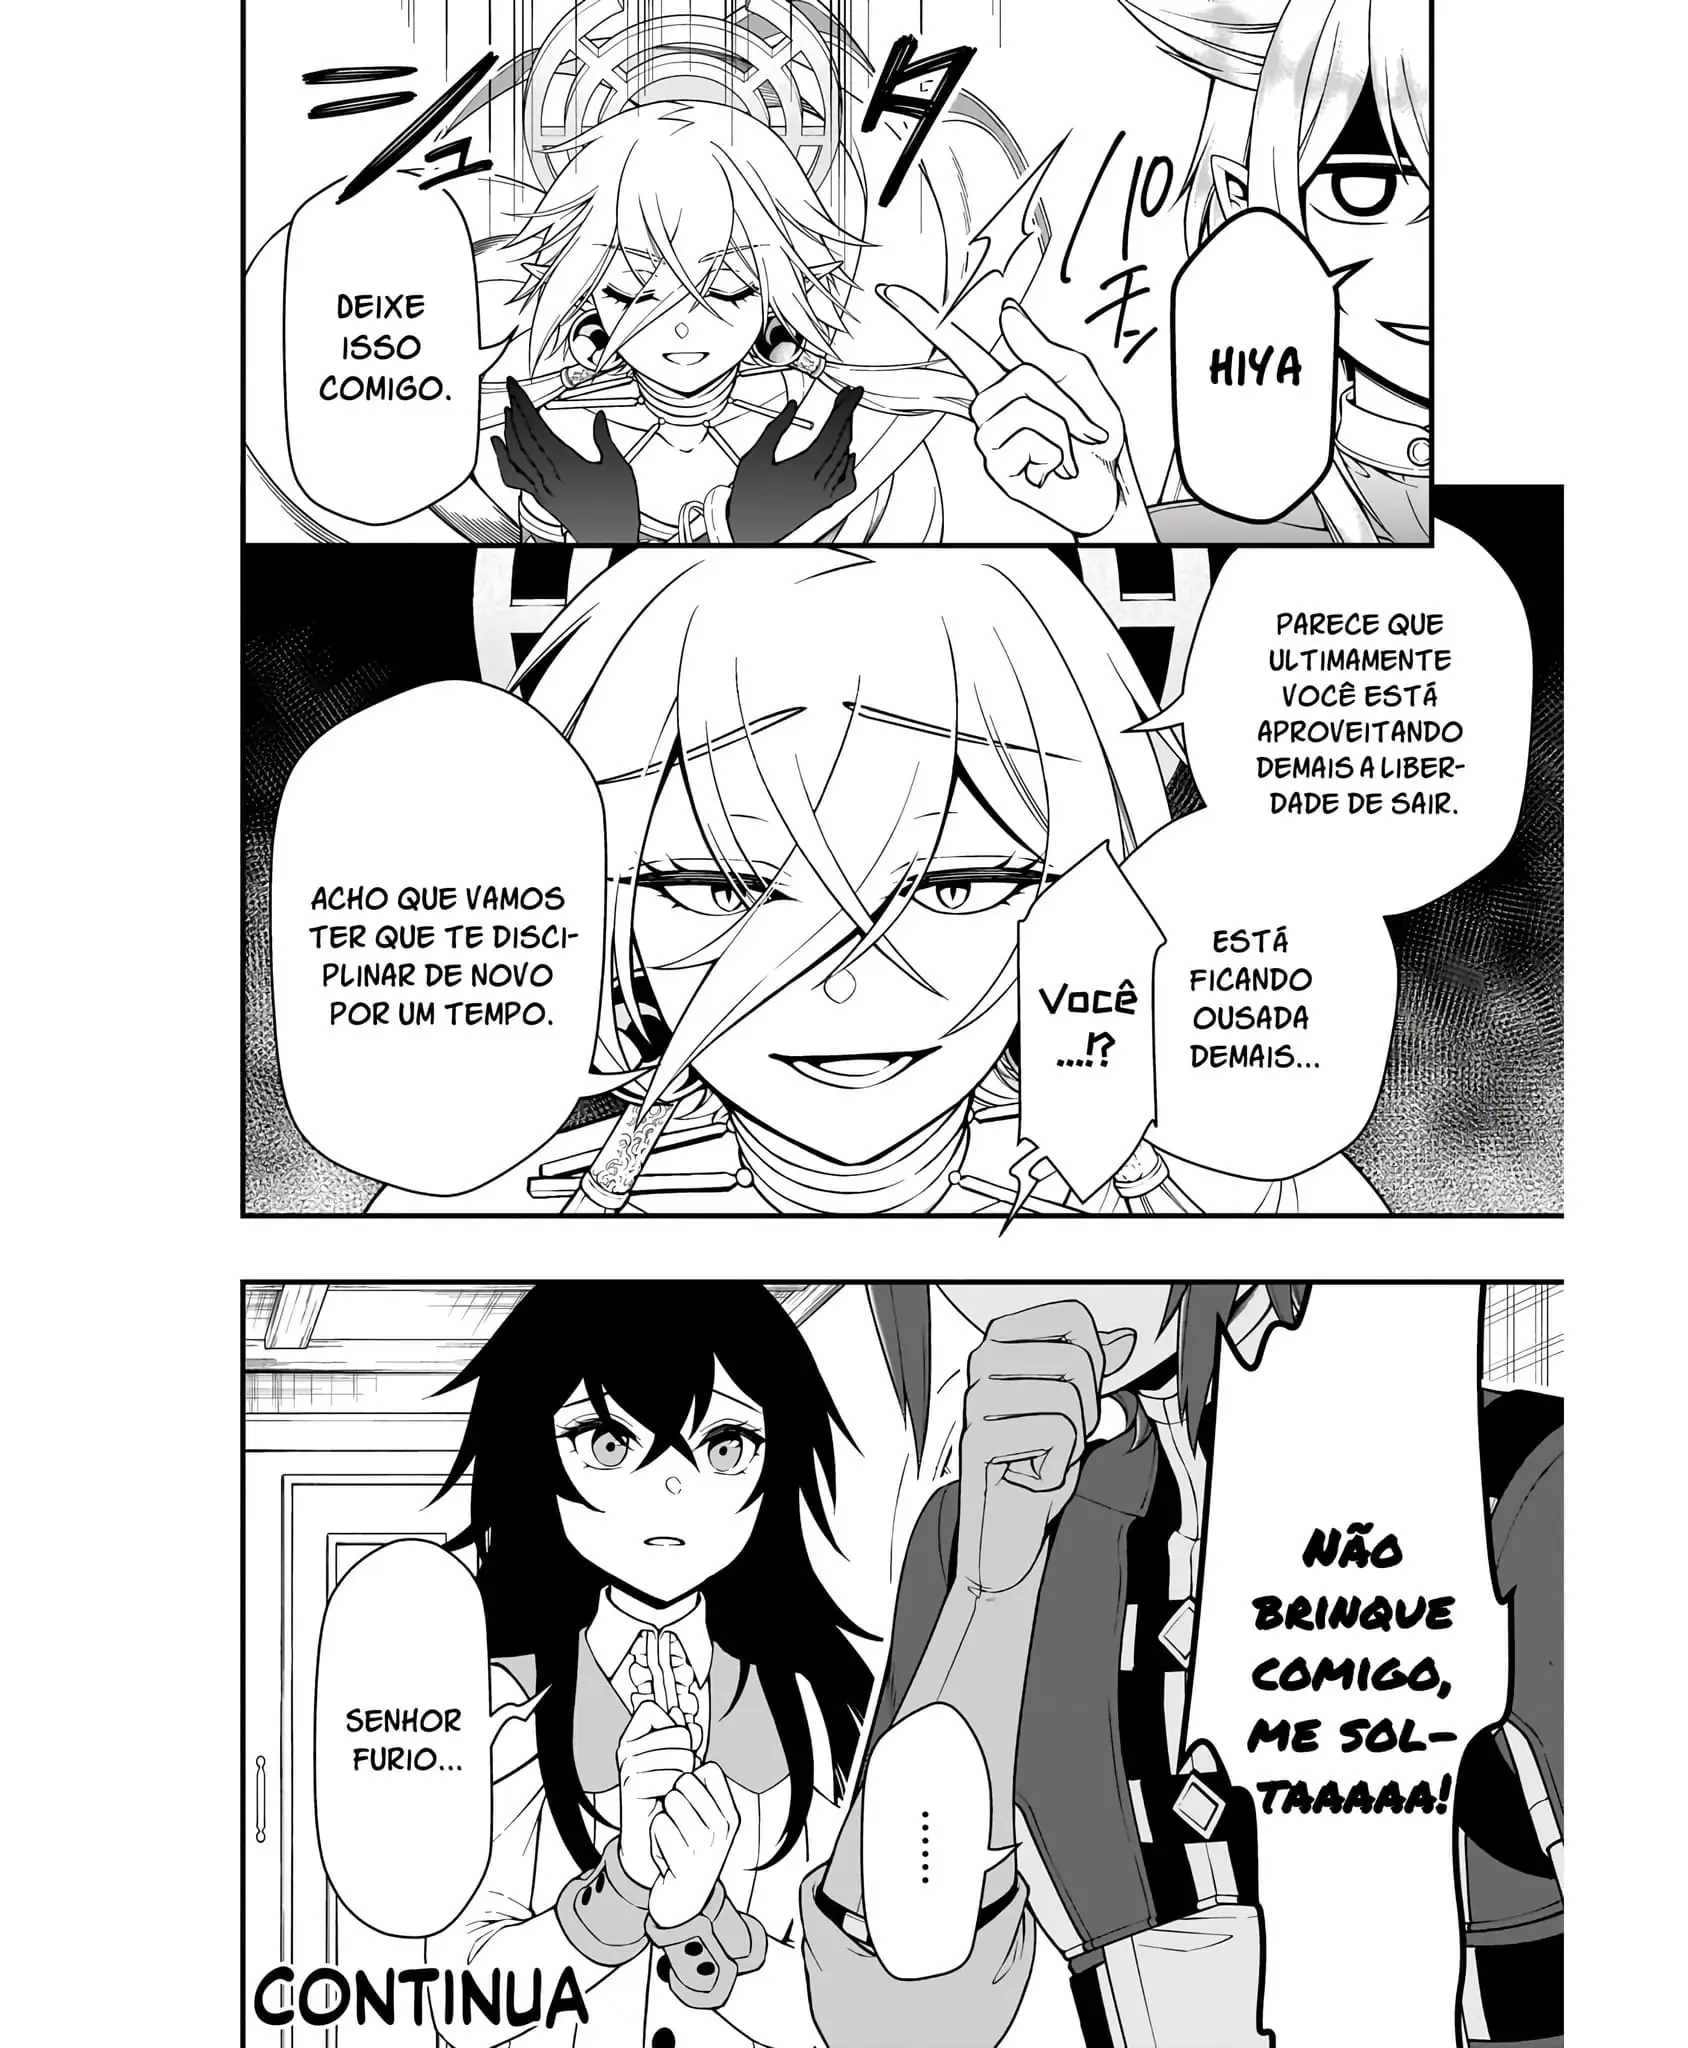 HIYA
DEIXE
ISSO
COMIGO.
PARECE QUE
ULTIMAMENTE
VOCÊ ESTÁ
APROVEITANDO
DEMAIS A LIBER-
DADE DE SAIR.
ESTÁ
FICANDO
OUSADA
DEMAIS...
VOCÊ
....!?
ACHO QUE VAMOS
TER QUE TE DISCI-
PLINAR DE NOVO
POR UM TEMPO.
NÃO
BRINQUE
COMIGO,
ME SOL-
TAAAAA!
......
SENHOR
FURIO...
CONTINUA